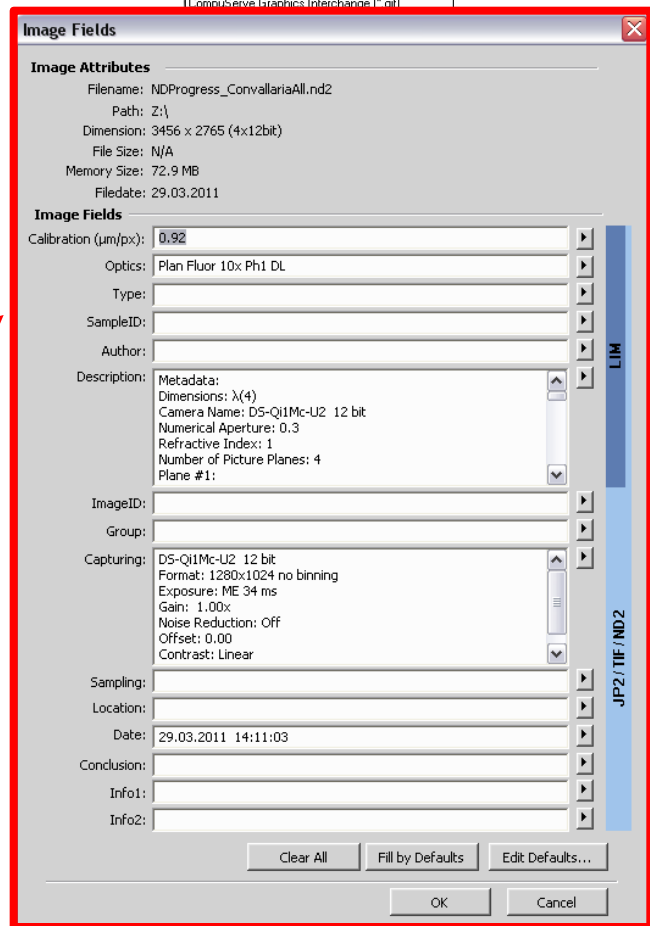 CompuServe Graphics Interchange (*.gif)
Image Fields
Image Attributes
Filename: NDProgress_ConvallariaAll.nd2
Path: Z:\
Dimension: 3456 x 2765 (4x12bit)
File Size: N/A
Memory Size: 72.9 MB
Filedate: 29.03.2011
Image Fields
Calibration (µm/px): 0.92
Optics: Plan Fluor 10x Ph1 DL
Type:
SampleID:
Author:
Description: Metadata:
Dimensions: λ(4)
Camera Name: DS-Qi1Mc-U2 12 bit
Numerical Aperture: 0.3
Refractive Index: 1
Number of Picture Planes: 4
Plane #1:
LIM
ImageID:
Group:
Capturing: DS-Qi1Mc-U2 12 bit
Format: 1280x1024 no binning
Exposure: ME 34 ms
Gain: 1.00x
Noise Reduction: Off
Offset: 0.00
Contrast: Linear
JP2/TIF/ND2
Sampling:
Location:
Date: 29.03.2011 14:11:03
Conclusion:
Info1:
Info2:
Clear All Fill by Defaults Edit Defaults...
OK Cancel